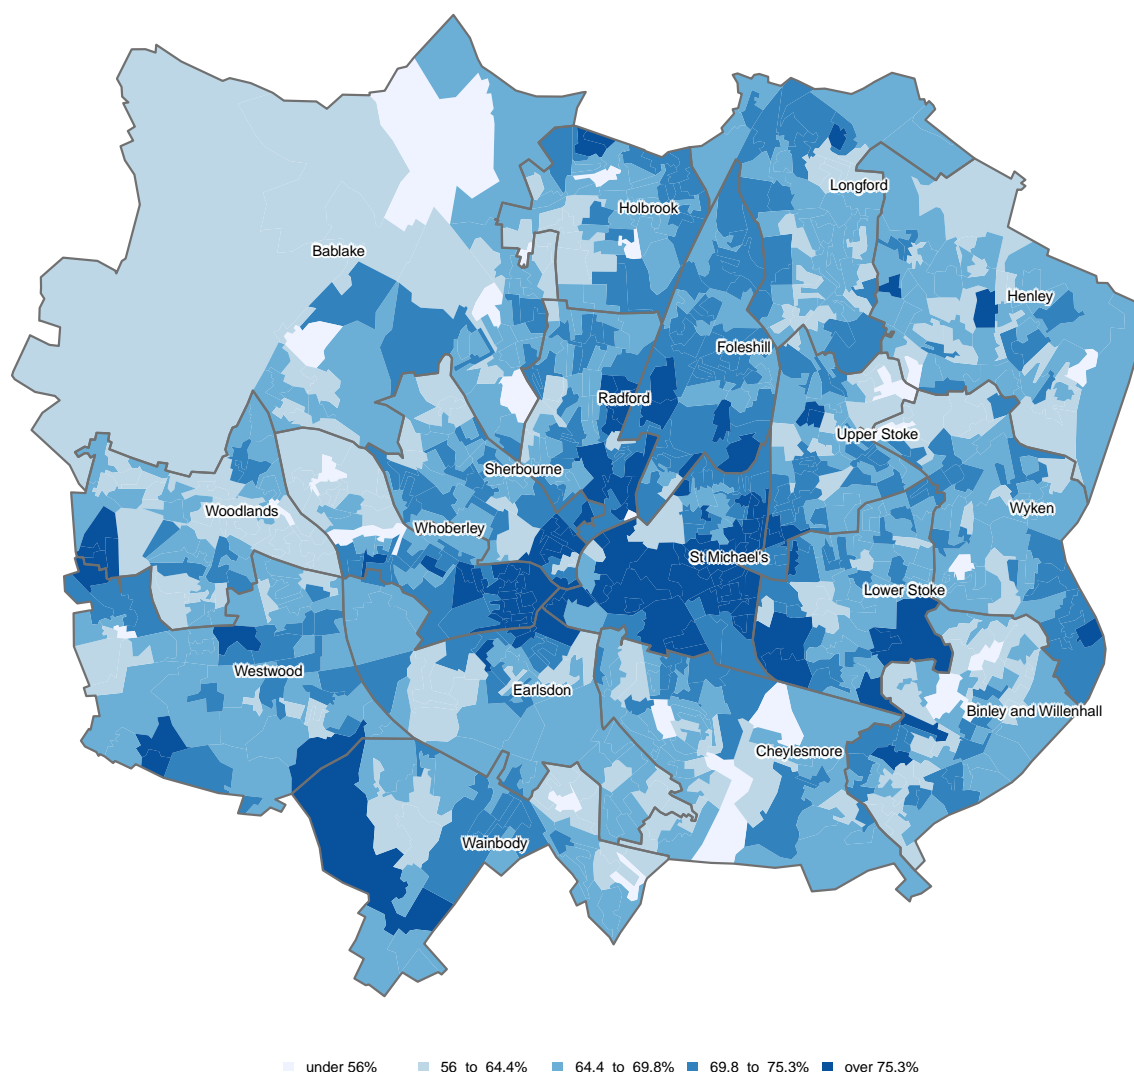 Longford
Holbrook
Bablake
Henley
Foleshill
Radford
Upper Stoke
Sherbourne
Woodlands
Wyken
Whoberley
St Michael's
Lower Stoke
Westwood
Earlsdon
Binley and Willenhall
Cheylesmore
Wainbody
under 56% 56 to 64.4% 64.4 to 69.8% 69.8 to 75.3% over 75.3%